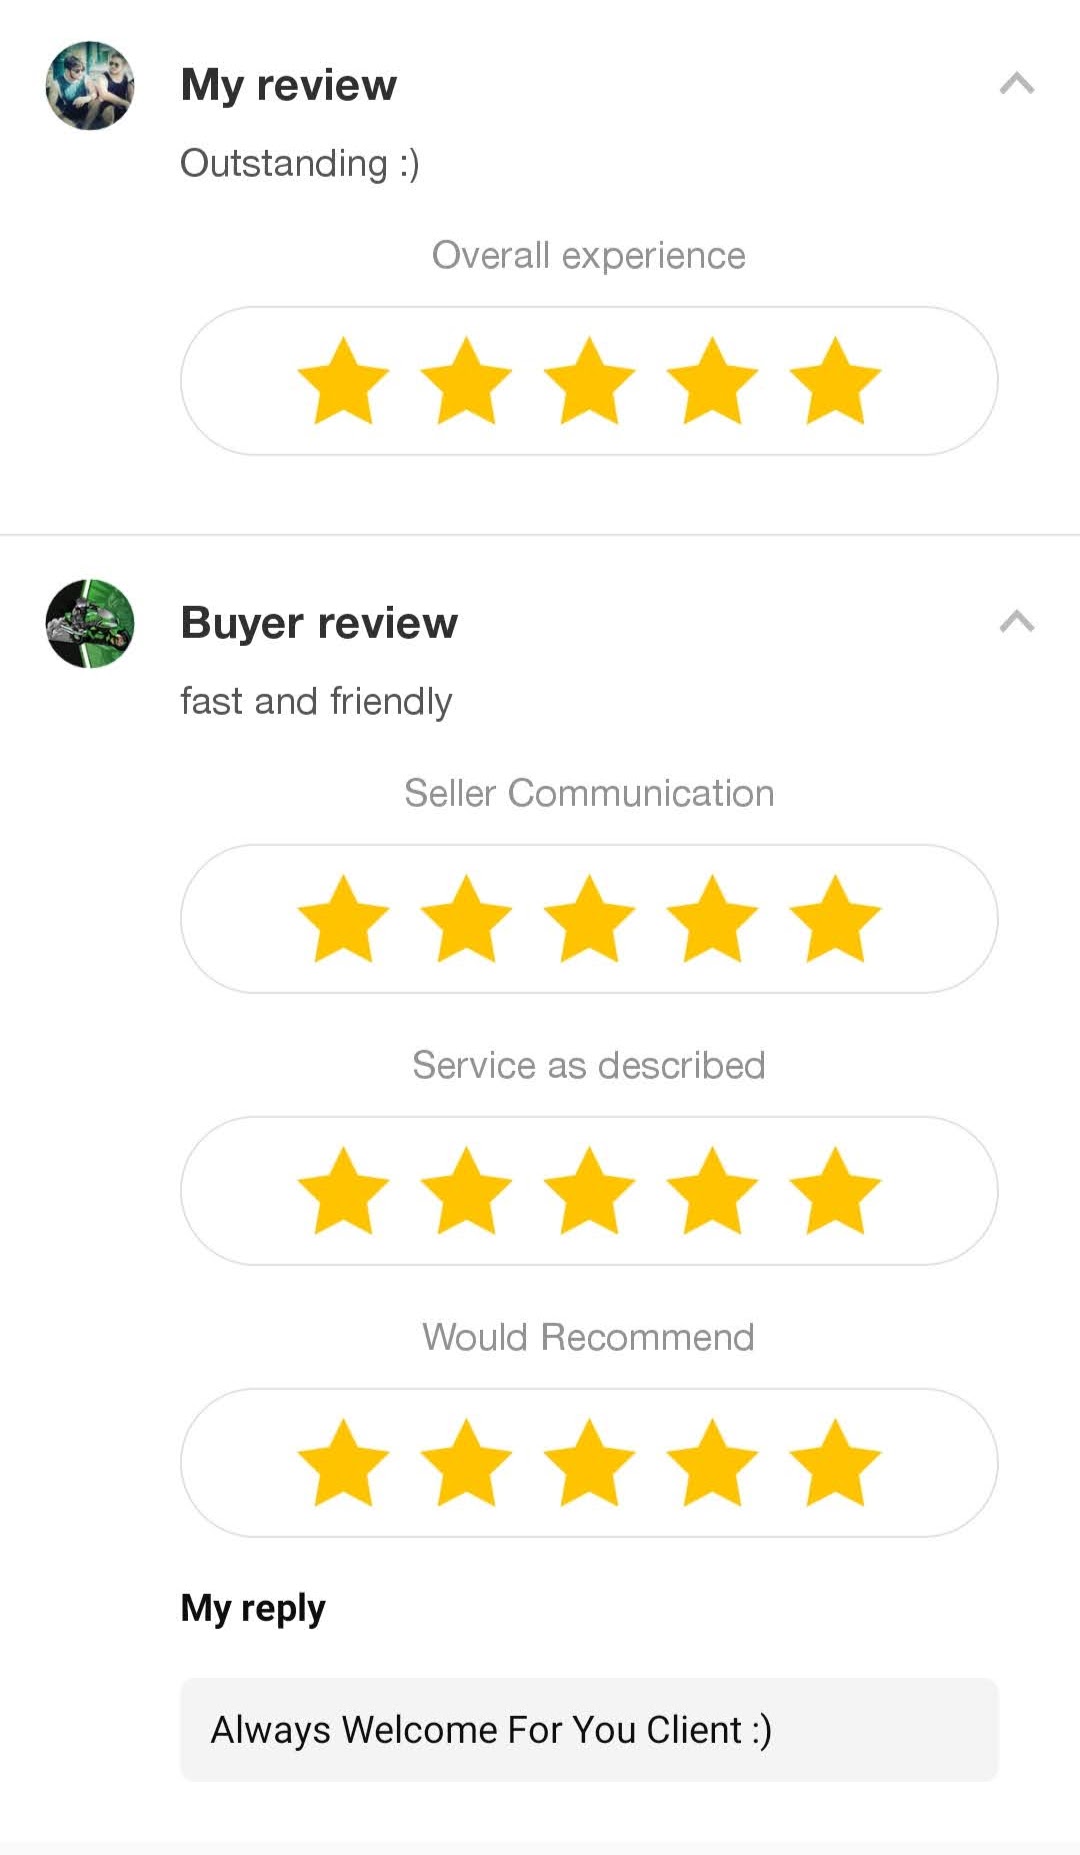 My review
Outstanding :)
Overall experience
Buyer review
fast and friendly
Seller Communication
Service as described
Would Recommend
My reply
Always Welcome For You Client :)